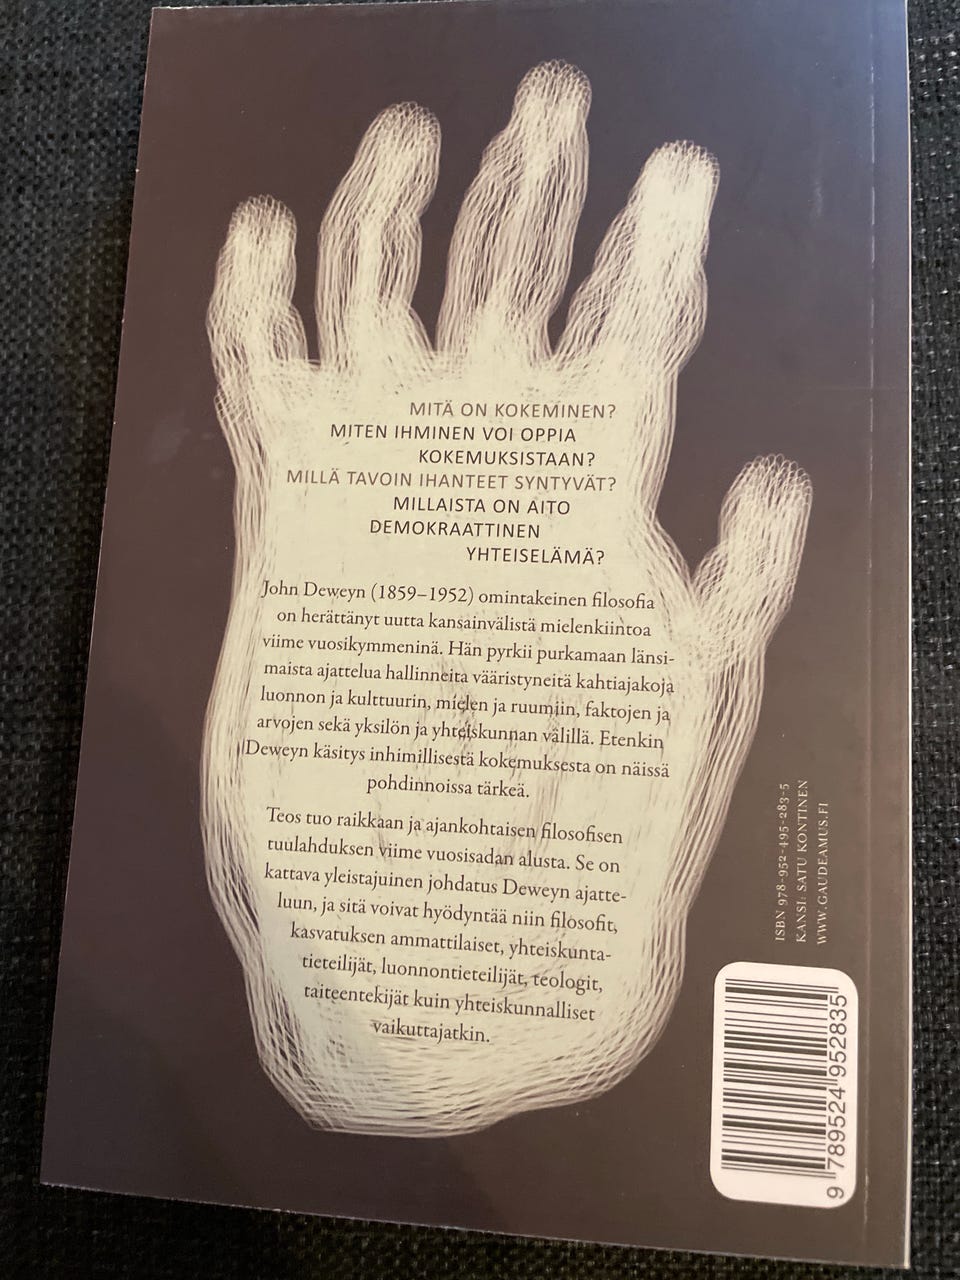 MITÄ ON KOKEMINEN?
MITEN IHMINEN VOI OPPIA
KOKEMUKSISTAAN?
MILLÄ TAVOIN IHANTEET SYNTYVÄT?
MILLAISTA ON AITO
DEMOKRAATTINEN
YHTEISELÄMÄ?
John Deweyn (1859–1952) omintakeinen filosofia
on herättänyt uutta kansainvälistä mielenkiintoa
viime vuosikymmeninä. Hän pyrkii purkamaan länsi-
maista ajattelua hallinneita vääristyneitä kahtiajakoja
luonnon ja kulttuurin, mielen ja ruumiin, faktojen ja
arvojen sekä yksilön ja yhteiskunnan välillä. Etenkin
Deweyn käsitys inhimillisestä kokemuksesta on näissä
pohdinnoissa tärkeä.
Teos tuo raikkaan ja ajankohtaisen filosofisen
tuulahduksen viime vuosisadan alusta. Se on
kattava yleistajuinen johdatus Deweyn ajatte-
luun, ja sitä voivat hyödyntää niin filosofit,
kasvatuksen ammattilaiset, yhteiskunta-
tieteilijät, luonnontieteilijät, teologit,
taiteentekijät kuin yhteiskunnalliset
vaikuttajatkin.
ISBN 978-952-495-283-5
KANSI: SATU KONTINEN
WWW.GAUDEAMUS.FI
9 789524 952835